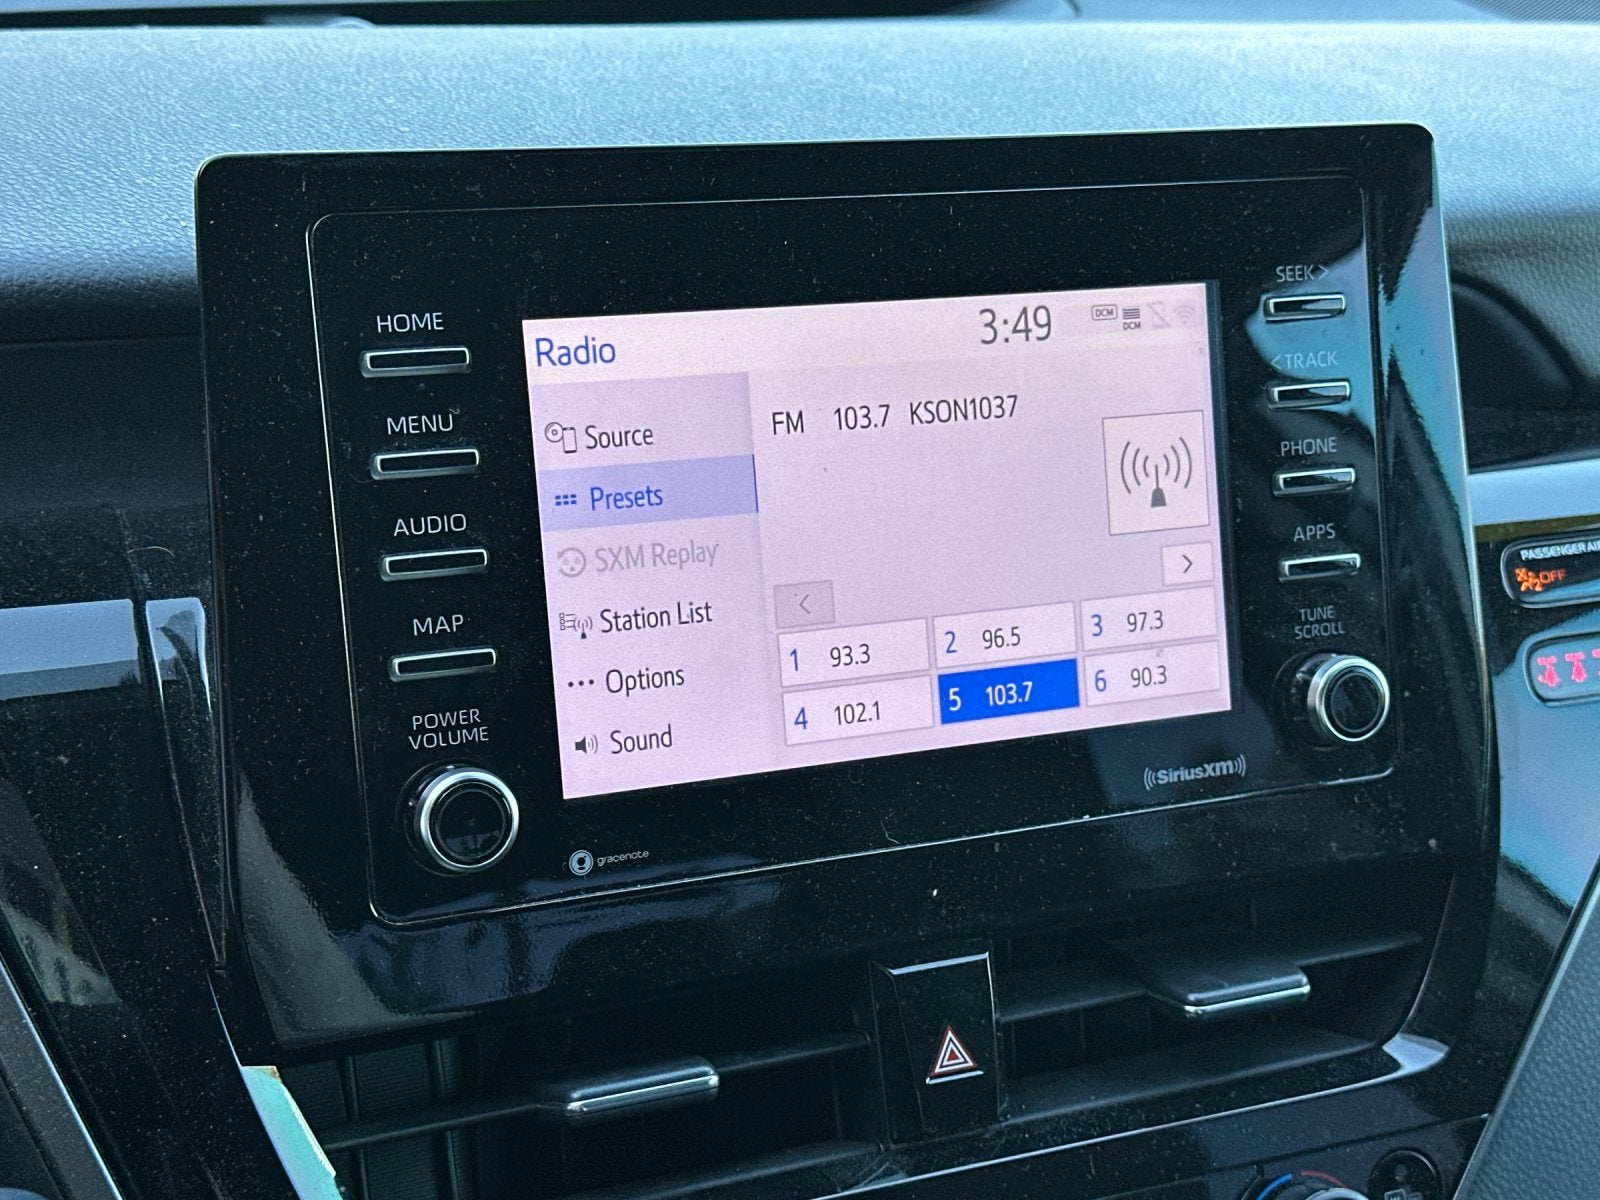 HOME
MENU
AUDIO
MAP
POWER
VOLUME
Radio
3:49
DCM
DCM
Source
Presets
SXM Replay
Station List
Options
Sound
FM 103.7 KSON1037
1 93.3
2 96.5
3 97.3
4 102.1
5 103.7
6 90.3
SEEK >
< TRACK
PHONE
APPS
TUNE
SCROLL
SiriusXM
gracenote
PASSENGER AI
OFF